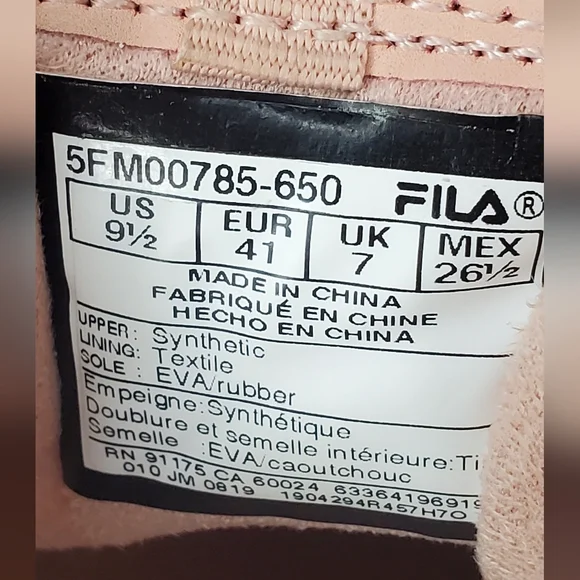 5FM00785-650 FILA®
US EUR UK MEX
9½ 41 7 26½
MADE IN CHINA
FABRIQUÉ EN CHINE
HECHO EN CHINA
UPPER: Synthetic
LINING: Textile
SOLE : EVA/rubber
Empeigne:Synthétique
Doublure et semelle intérieure:Ti
Semelle :EVA/caoutchouc
RN 91175 CA 60024 63364196919
010 JM 0819 1904294R457H7O